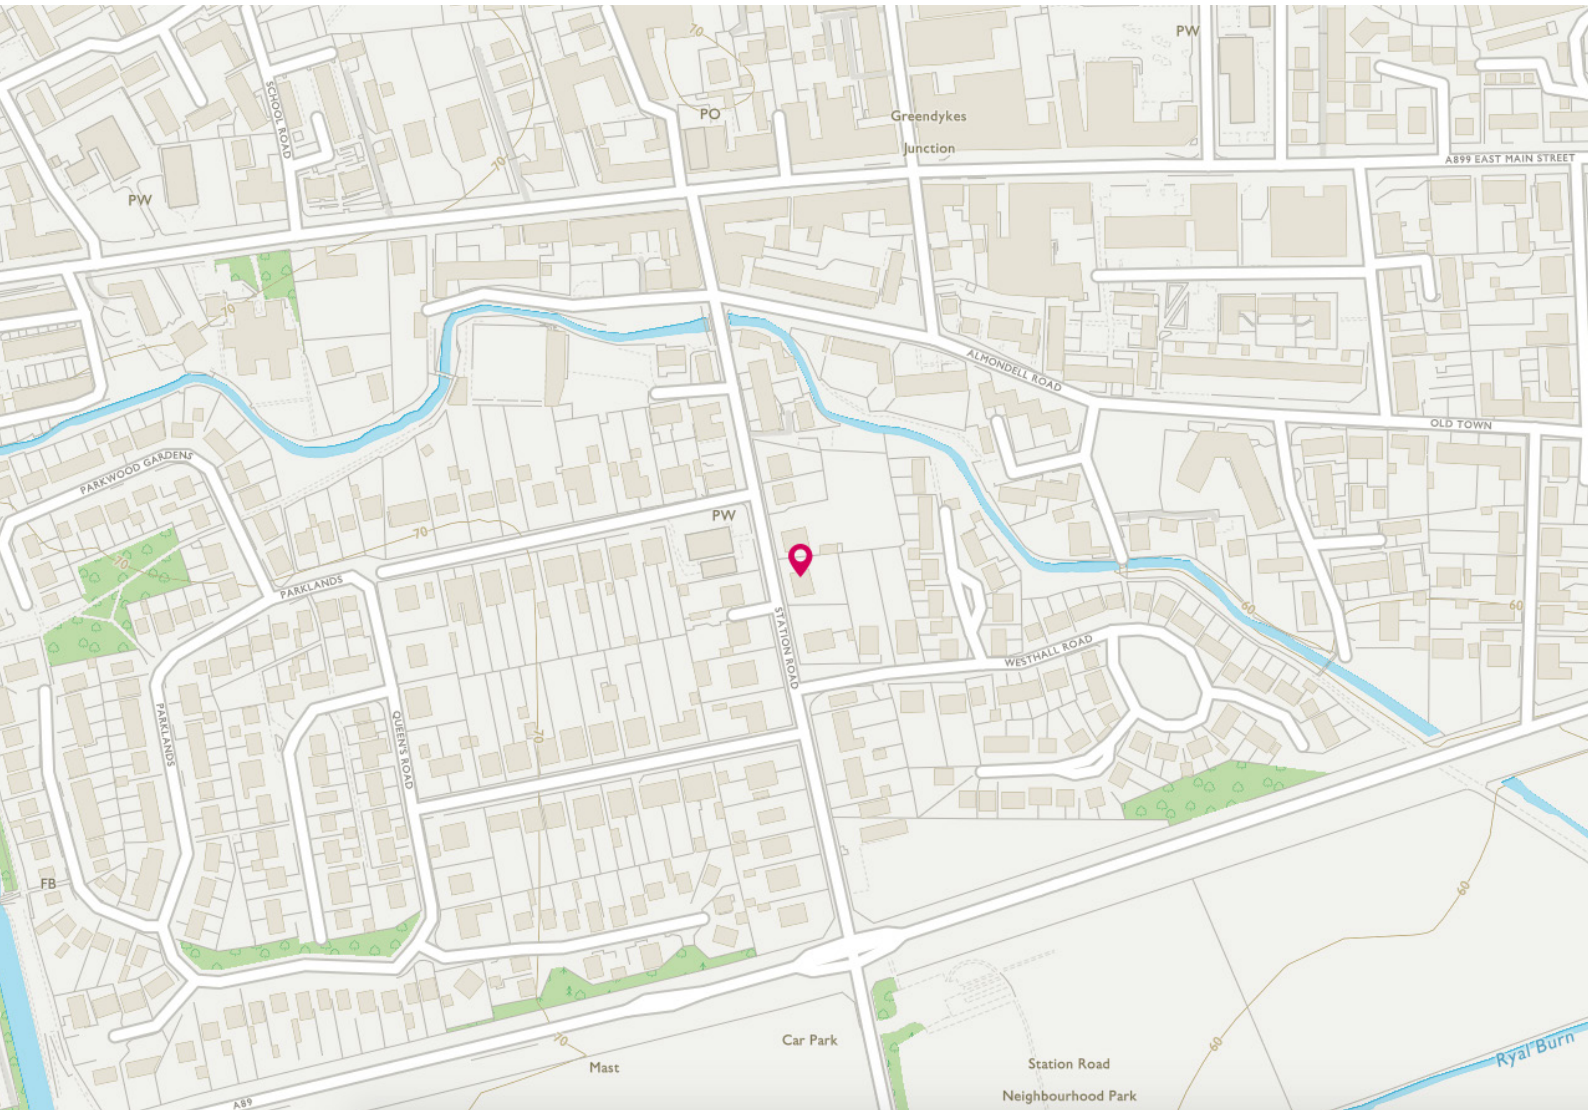 70
PW
SCHOOL ROAD
PO
Greendykes
Junction
A899 EAST MAIN STREET
70
PW
70
ALMONDELL ROAD
OLD TOWN
PARKWOOD GARDENS
70
PW
70
PARKLANDS
STATION ROAD
60
60
WESTHALL ROAD
PARKLANDS
QUEEN'S ROAD
70
FB
60
70
Car Park
Mast
Station Road
Neighbourhood Park
60
Ryal Burn
A89